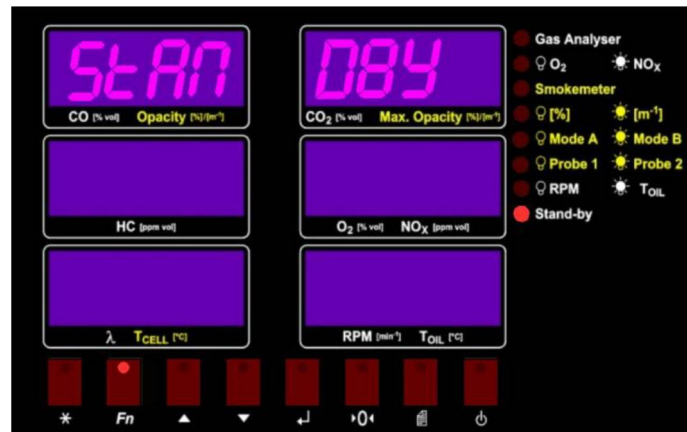 StAn
DBY
CO [% vol] Opacity [%]/[m⁻¹]
CO₂ [% vol] Max. Opacity [%]/[m⁻¹]
HC [ppm vol]
O₂ [% vol] NOX [ppm vol]
λ TCELL [°C]
RPM [min⁻¹] TOIL [°C]
Gas Analyser
O₂ NOX
Smokemeter
[%] [m⁻¹]
Mode A Mode B
Probe 1 Probe 2
RPM TOIL
Stand-by
Fn
▸0◂